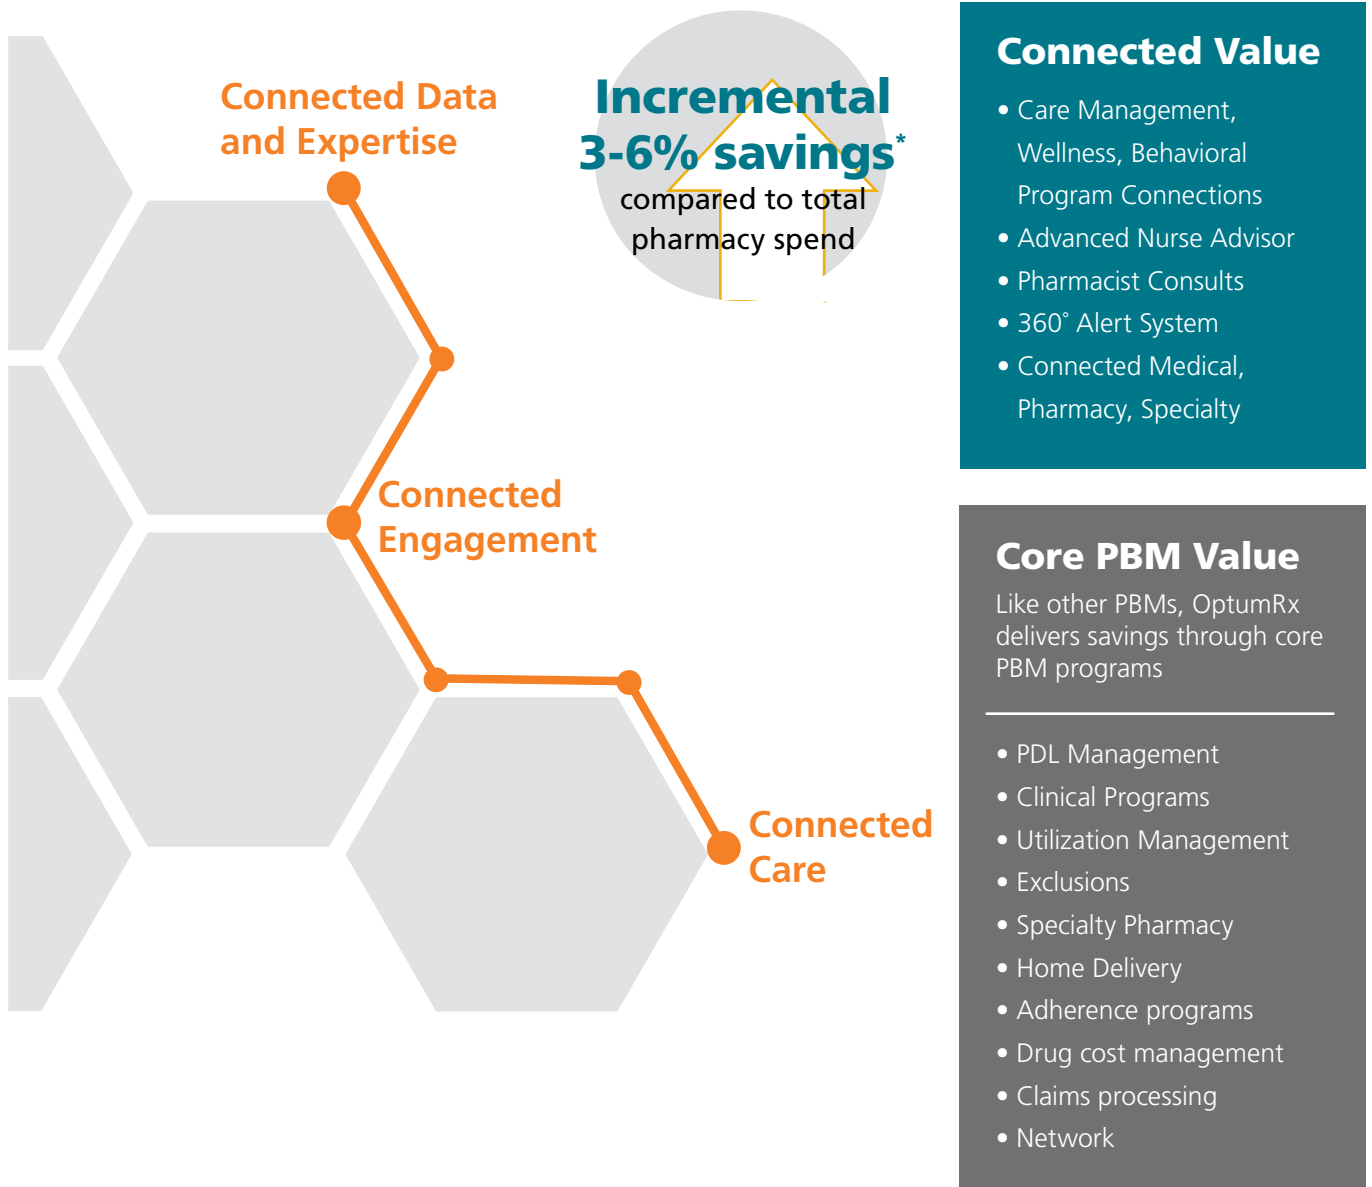 Connected Data
and Expertise
Incremental
3-6% savings*
compared to total
pharmacy spend
Connected
Engagement
Connected
Care
Connected Value
• Care Management,
Wellness, Behavioral
Program Connections
• Advanced Nurse Advisor
• Pharmacist Consults
• 360˚ Alert System
• Connected Medical,
Pharmacy, Specialty
Core PBM Value
Like other PBMs, OptumRx
delivers savings through core
PBM programs
• PDL Management
• Clinical Programs
• Utilization Management
• Exclusions
• Specialty Pharmacy
• Home Delivery
• Adherence programs
• Drug cost management
• Claims processing
• Network